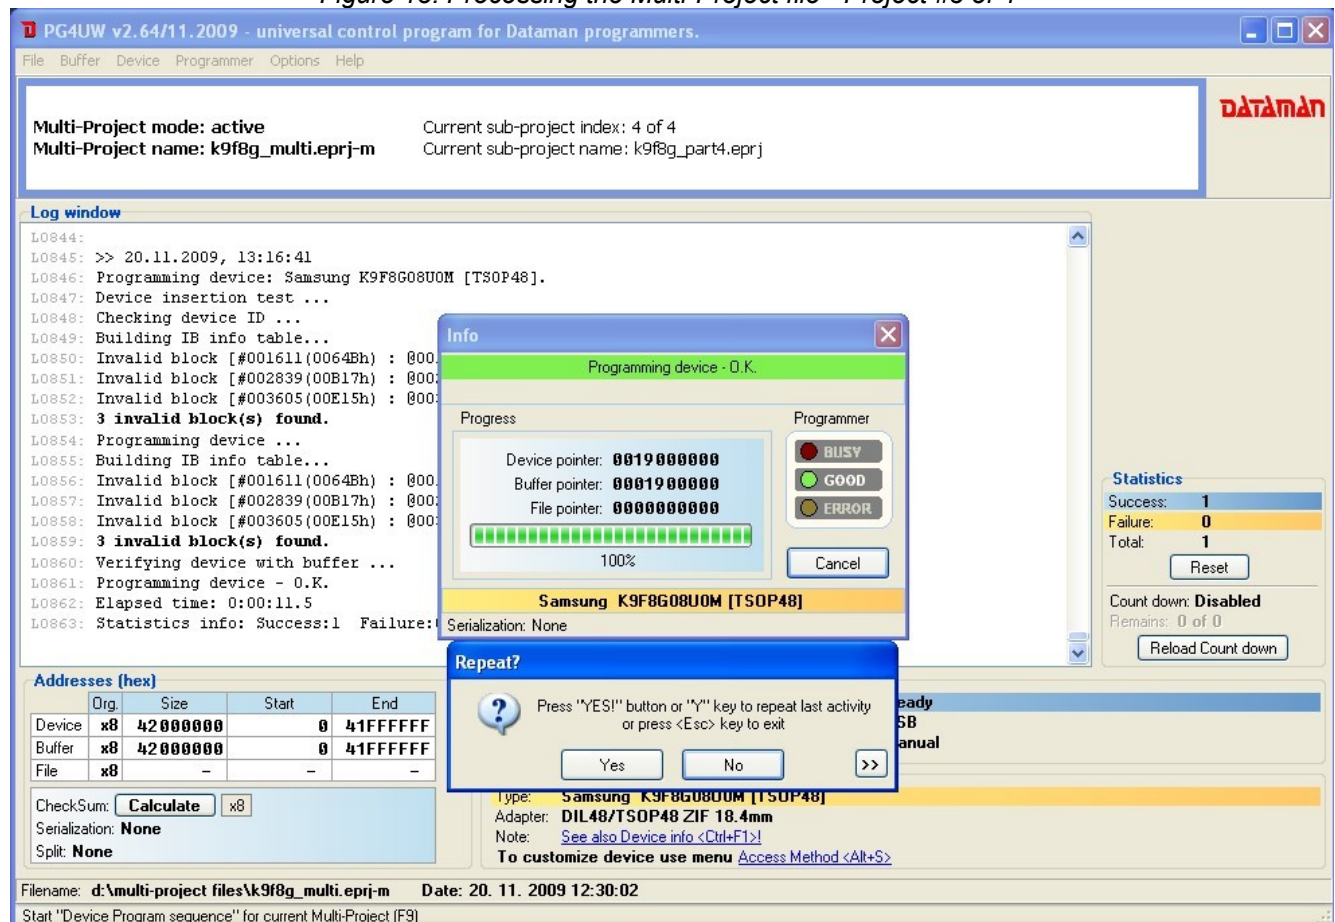 PG4UW v2.64/11.2009 - universal control program for Dataman programmers.
File Buffer Device Programmer Options Help
Multi-Project mode: active
Multi-Project name: k9f8g_multi.eprj-m
Current sub-project index: 4 of 4
Current sub-project name: k9f8g_part4.eprj
DATAMAN
Log window
L0844:
L0845: >> 20.11.2009, 13:16:41
L0846: Programming device: Samsung K9F8G08U0M [TSOP48].
L0847: Device insertion test ...
L0848: Checking device ID ...
L0849: Building IB info table...
L0850: Invalid block [#001611(0064Bh) : @00
L0851: Invalid block [#002839(00B17h) : @00
L0852: Invalid block [#003605(00E15h) : @00
L0853: 3 invalid block(s) found.
L0854: Programming device ...
L0855: Building IB info table...
L0856: Invalid block [#001611(0064Bh) : @00
L0857: Invalid block [#002839(00B17h) : @00
L0858: Invalid block [#003605(00E15h) : @00
L0859: 3 invalid block(s) found.
L0860: Verifying device with buffer ...
L0861: Programming device - O.K.
L0862: Elapsed time: 0:00:11.5
L0863: Statistics info: Success:1 Failure:
Info
Programming device - O.K.
Progress
Device pointer: 0019000000
Buffer pointer: 0001900000
File pointer: 0000000000
100%
Programmer
BUSY
GOOD
ERROR
Cancel
Samsung K9F8G08U0M [TSOP48]
Serialization: None
Repeat?
Press "YES!" button or "Y" key to repeat last activity
or press <Esc> key to exit
Yes No >>
Statistics
Success: 1
Failure: 0
Total: 1
Reset
Count down: Disabled
Remains: 0 of 0
Reload Count down
Addresses (hex)
Org. Size Start End
Device x8 42000000 0 41FFFFFF
Buffer x8 42000000 0 41FFFFFF
File x8 - - -
CheckSum: Calculate x8
Serialization: None
Split: None
eady
SB
anual
Type: Samsung K9F8G08U0M [TSOP48]
Adapter: DIL48/TSOP48 ZIF 18.4mm
Note: See also Device info <Ctrl+F1>!
To customize device use menu Access Method <Alt+S>
Filename: d:\multi-project files\k9f8g_multi.eprj-m Date: 20. 11. 2009 12:30:02
Start "Device Program sequence" for current Multi-Project (F9)